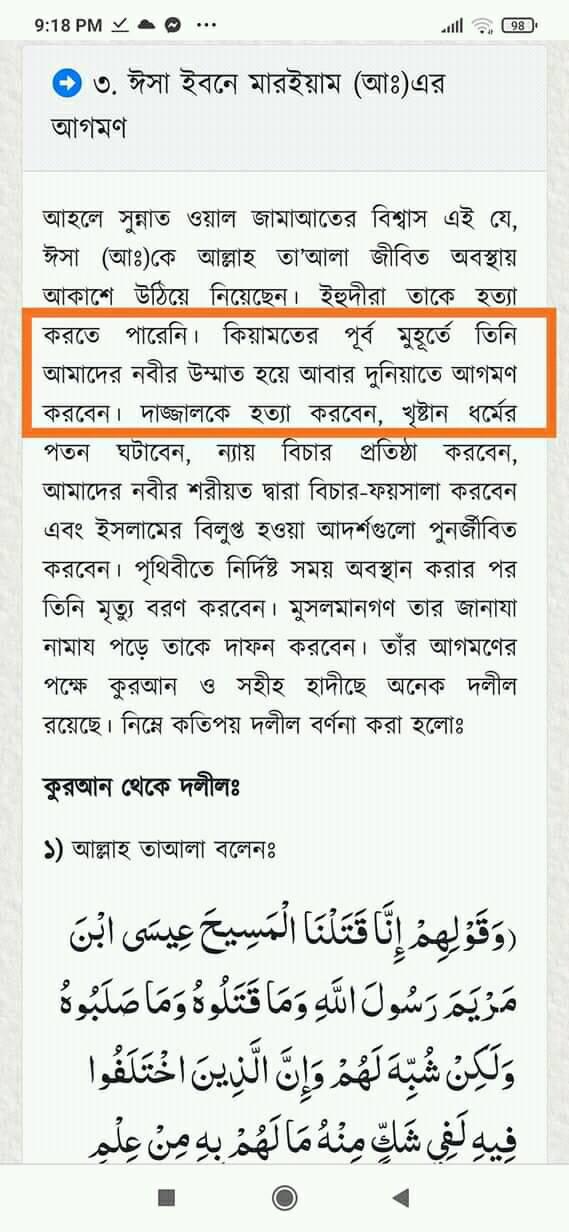 9:18 PM
98
৩. ঈসা ইবনে মারইয়াম (আঃ)এর
আগমণ
আহলে সুন্নাত ওয়াল জামাআতের বিশ্বাস এই যে,
ঈসা (আঃ)কে আল্লাহ তা'আলা জীবিত অবস্থায়
আকাশে উঠিয়ে নিয়েছেন। ইহুদীরা তাকে হত্যা
করতে পারেনি। কিয়ামতের পূর্ব মুহূর্তে তিনি
আমাদের নবীর উম্মাত হয়ে আবার দুনিয়াতে আগমণ
করবেন। দাজ্জালকে হত্যা করবেন, খৃষ্টান ধর্মের
পতন ঘটাবেন, ন্যায় বিচার প্রতিষ্ঠা করবেন,
আমাদের নবীর শরীয়ত দ্বারা বিচার-ফয়সালা করবেন
এবং ইসলামের বিলুপ্ত হওয়া আদর্শগুলো পুনর্জীবিত
করবেন। পৃথিবীতে নির্দিষ্ট সময় অবস্থান করার পর
তিনি মৃত্যু বরণ করবেন। মুসলমানগণ তার জানাযা
নামায পড়ে তাকে দাফন করবেন। তাঁর আগমণের
পক্ষে কুরআন ও সহীহ হাদীছে অনেক দলীল
রয়েছে। নিম্নে কতিপয় দলীল বর্ণনা করা হলোঃ
কুরআন থেকে দলীলঃ
১) আল্লাহ তাআলা বলেনঃ
(وَقَوْلِهِمْ إِنَّا قَتَلْنَا الْمَسِيحَ عِيسَى ابْنَ
مَرْيَمَ رَسُولَ اللَّهِ وَمَا قَتَلُوهُ وَمَا صَلَبُوهُ
وَلَكِنْ شُبِّهَ لَهُمْ وَإِنَّ الَّذِينَ اخْتَلَفُوا
فِيهِ لَفِي شَكٍّ مِنْهُ مَا لَهُمْ بِهِ مِنْ عِلْمٍ